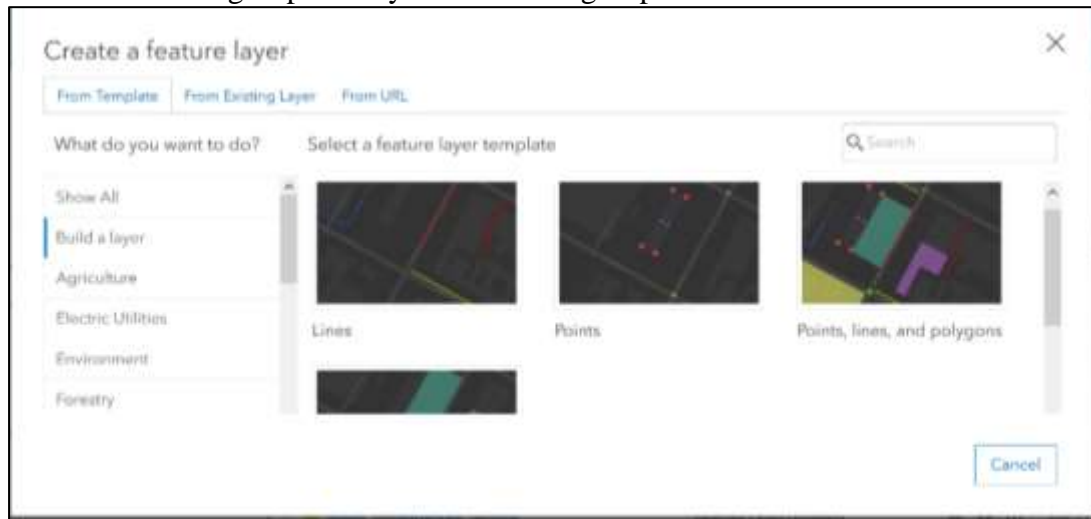 Create a feature layer
From Template From Existing Layer From URL
What do you want to do? Select a feature layer template Search
Show All
Build a layer
Agriculture
Electric Utilities
Environment
Forestry
Lines Points Points, lines, and polygons
Cancel